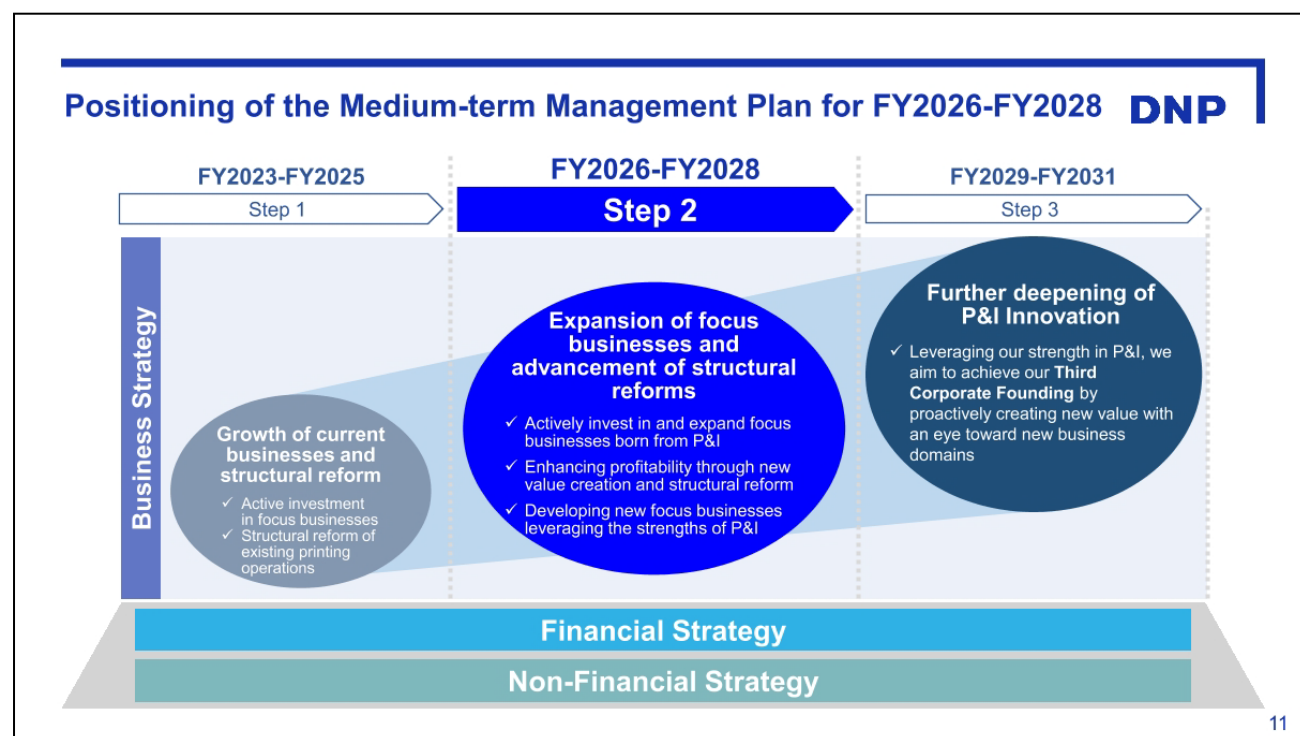 Positioning of the Medium-term Management Plan for FY2026-FY2028
DNP
FY2023-FY2025
Step 1
FY2026-FY2028
Step 2
FY2029-FY2031
Step 3
Business Strategy
Growth of current
businesses and
structural reform
✓ Active investment
in focus businesses
✓ Structural reform of
existing printing
operations
Expansion of focus
businesses and
advancement of structural
reforms
✓ Actively invest in and expand focus
businesses born from P&I
✓ Enhancing profitability through new
value creation and structural reform
✓ Developing new focus businesses
leveraging the strengths of P&I
Further deepening of
P&I Innovation
✓ Leveraging our strength in P&I, we
aim to achieve our Third
Corporate Founding by
proactively creating new value with
an eye toward new business
domains
Financial Strategy
Non-Financial Strategy
11